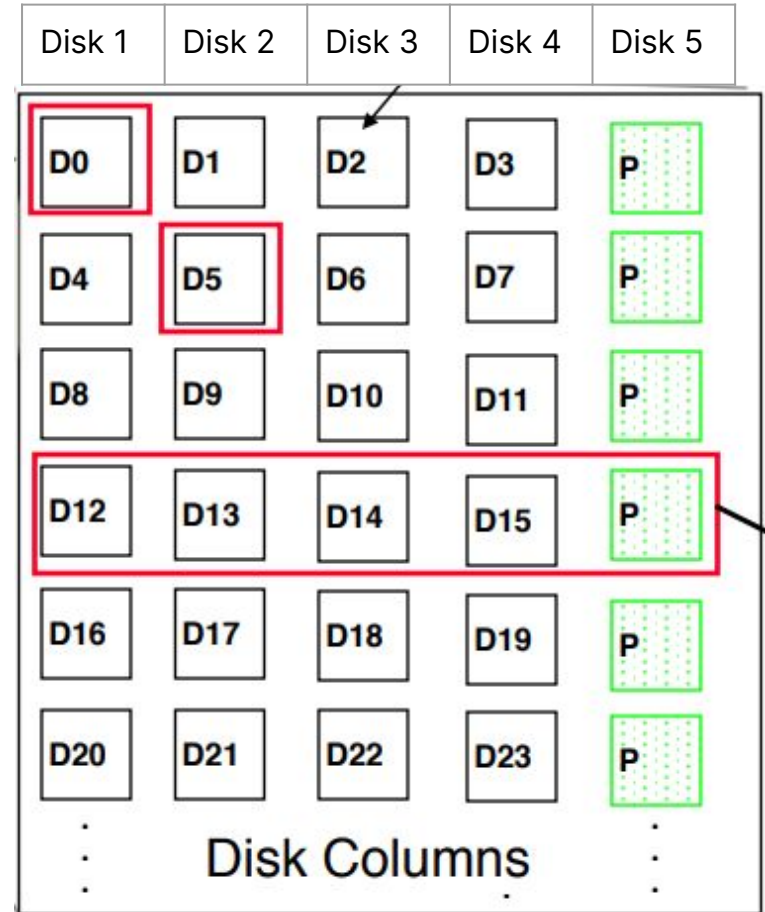 Disk 1 Disk 2 Disk 3 Disk 4 Disk 5
D0 D1 D2 D3 P
D4 D5 D6 D7 P
D8 D9 D10 D11 P
D12 D13 D14 D15 P
D16 D17 D18 D19 P
D20 D21 D22 D23 P
Disk Columns